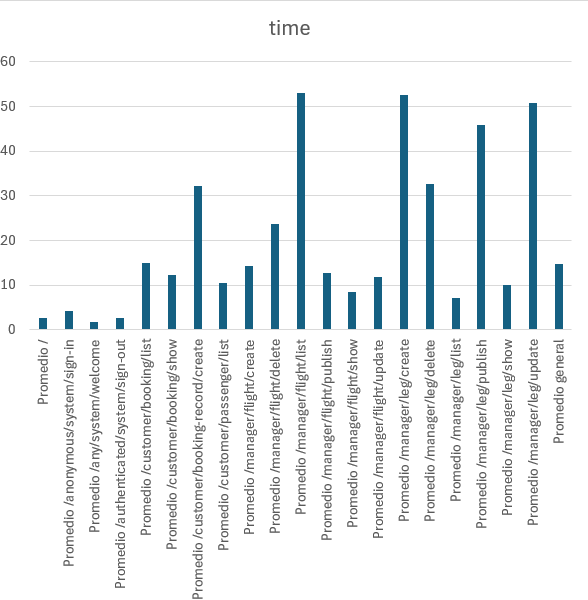 time
60
50
40
30
20
10
0
Promedio /
Promedio /anonymous/system/sign-in
Promedio /any/system/welcome
Promedio /authenticated/system/sign-out
Promedio /customer/booking/list
Promedio /customer/booking/show
Promedio /customer/booking-record/create
Promedio /customer/passenger/list
Promedio /manager/flight/create
Promedio /manager/flight/delete
Promedio /manager/flight/list
Promedio /manager/flight/publish
Promedio /manager/flight/show
Promedio /manager/flight/update
Promedio /manager/leg/create
Promedio /manager/leg/delete
Promedio /manager/leg/list
Promedio /manager/leg/publish
Promedio /manager/leg/show
Promedio /manager/leg/update
Promedio general